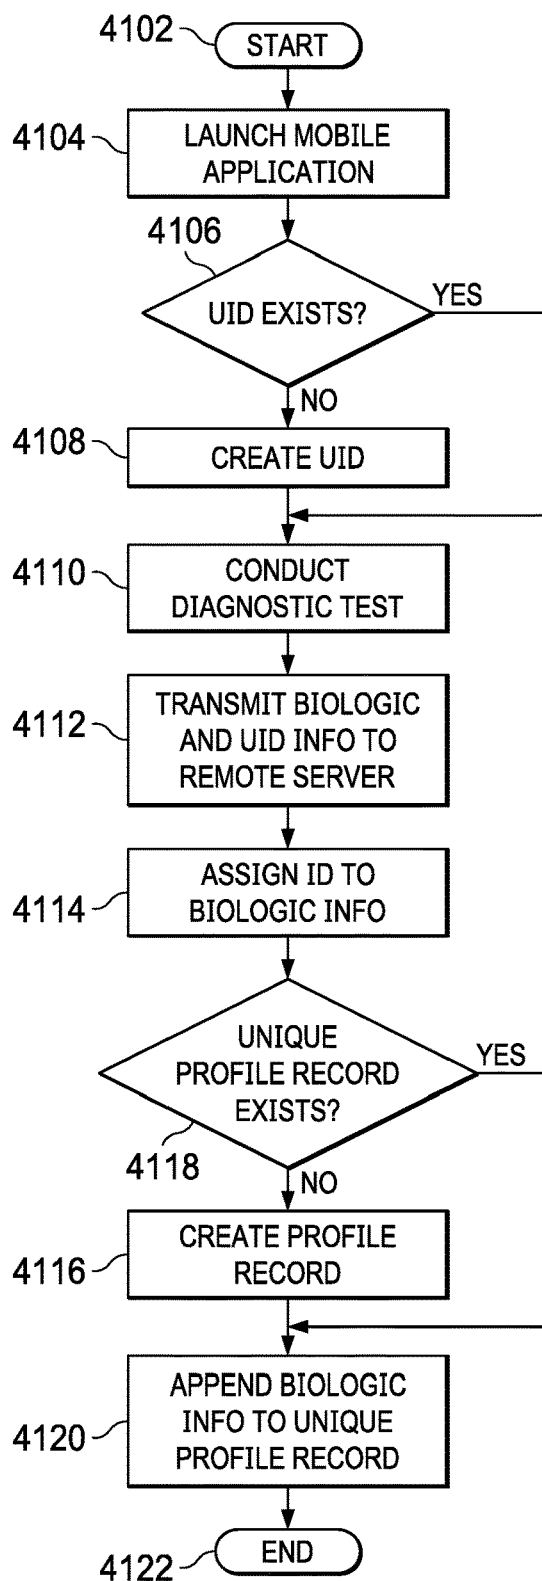 4102
START
4104
LAUNCH MOBILE
APPLICATION
4106
UID EXISTS?
YES
NO
4108
CREATE UID
4110
CONDUCT
DIAGNOSTIC TEST
4112
TRANSMIT BIOLOGIC
AND UID INFO TO
REMOTE SERVER
4114
ASSIGN ID TO
BIOLOGIC INFO
UNIQUE
PROFILE RECORD
EXISTS?
YES
4118
NO
4116
CREATE PROFILE
RECORD
4120
APPEND BIOLOGIC
INFO TO UNIQUE
PROFILE RECORD
END
4122